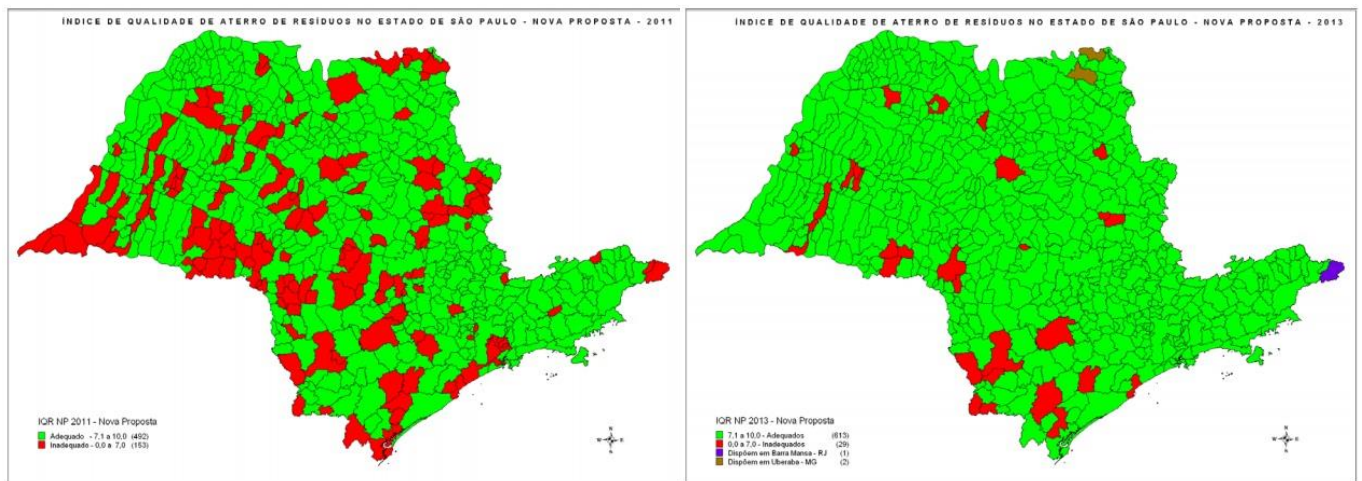 ÍNDICE DE QUALIDADE DE ATERRO DE RESÍDUOS NO ESTADO DE SÃO PAULO - NOVA PROPOSTA - 2011
IQR NP 2011 - Nova Proposta
Adequado - 7,1 a 10,0 (492)
Inadequado - 0,0 a 7,0 (153)
N
W E
S
ÍNDICE DE QUALIDADE DE ATERRO DE RESÍDUOS NO ESTADO DE SÃO PAULO - NOVA PROPOSTA - 2013
IQR NP 2013 - Nova Proposta
7,1 a 10,0 - Adequados (613)
0,0 a 7,0 - Inadequados (29)
Dispõem em Barra Mansa - RJ (1)
Dispõem em Uberaba - MG (2)
N
W E
S